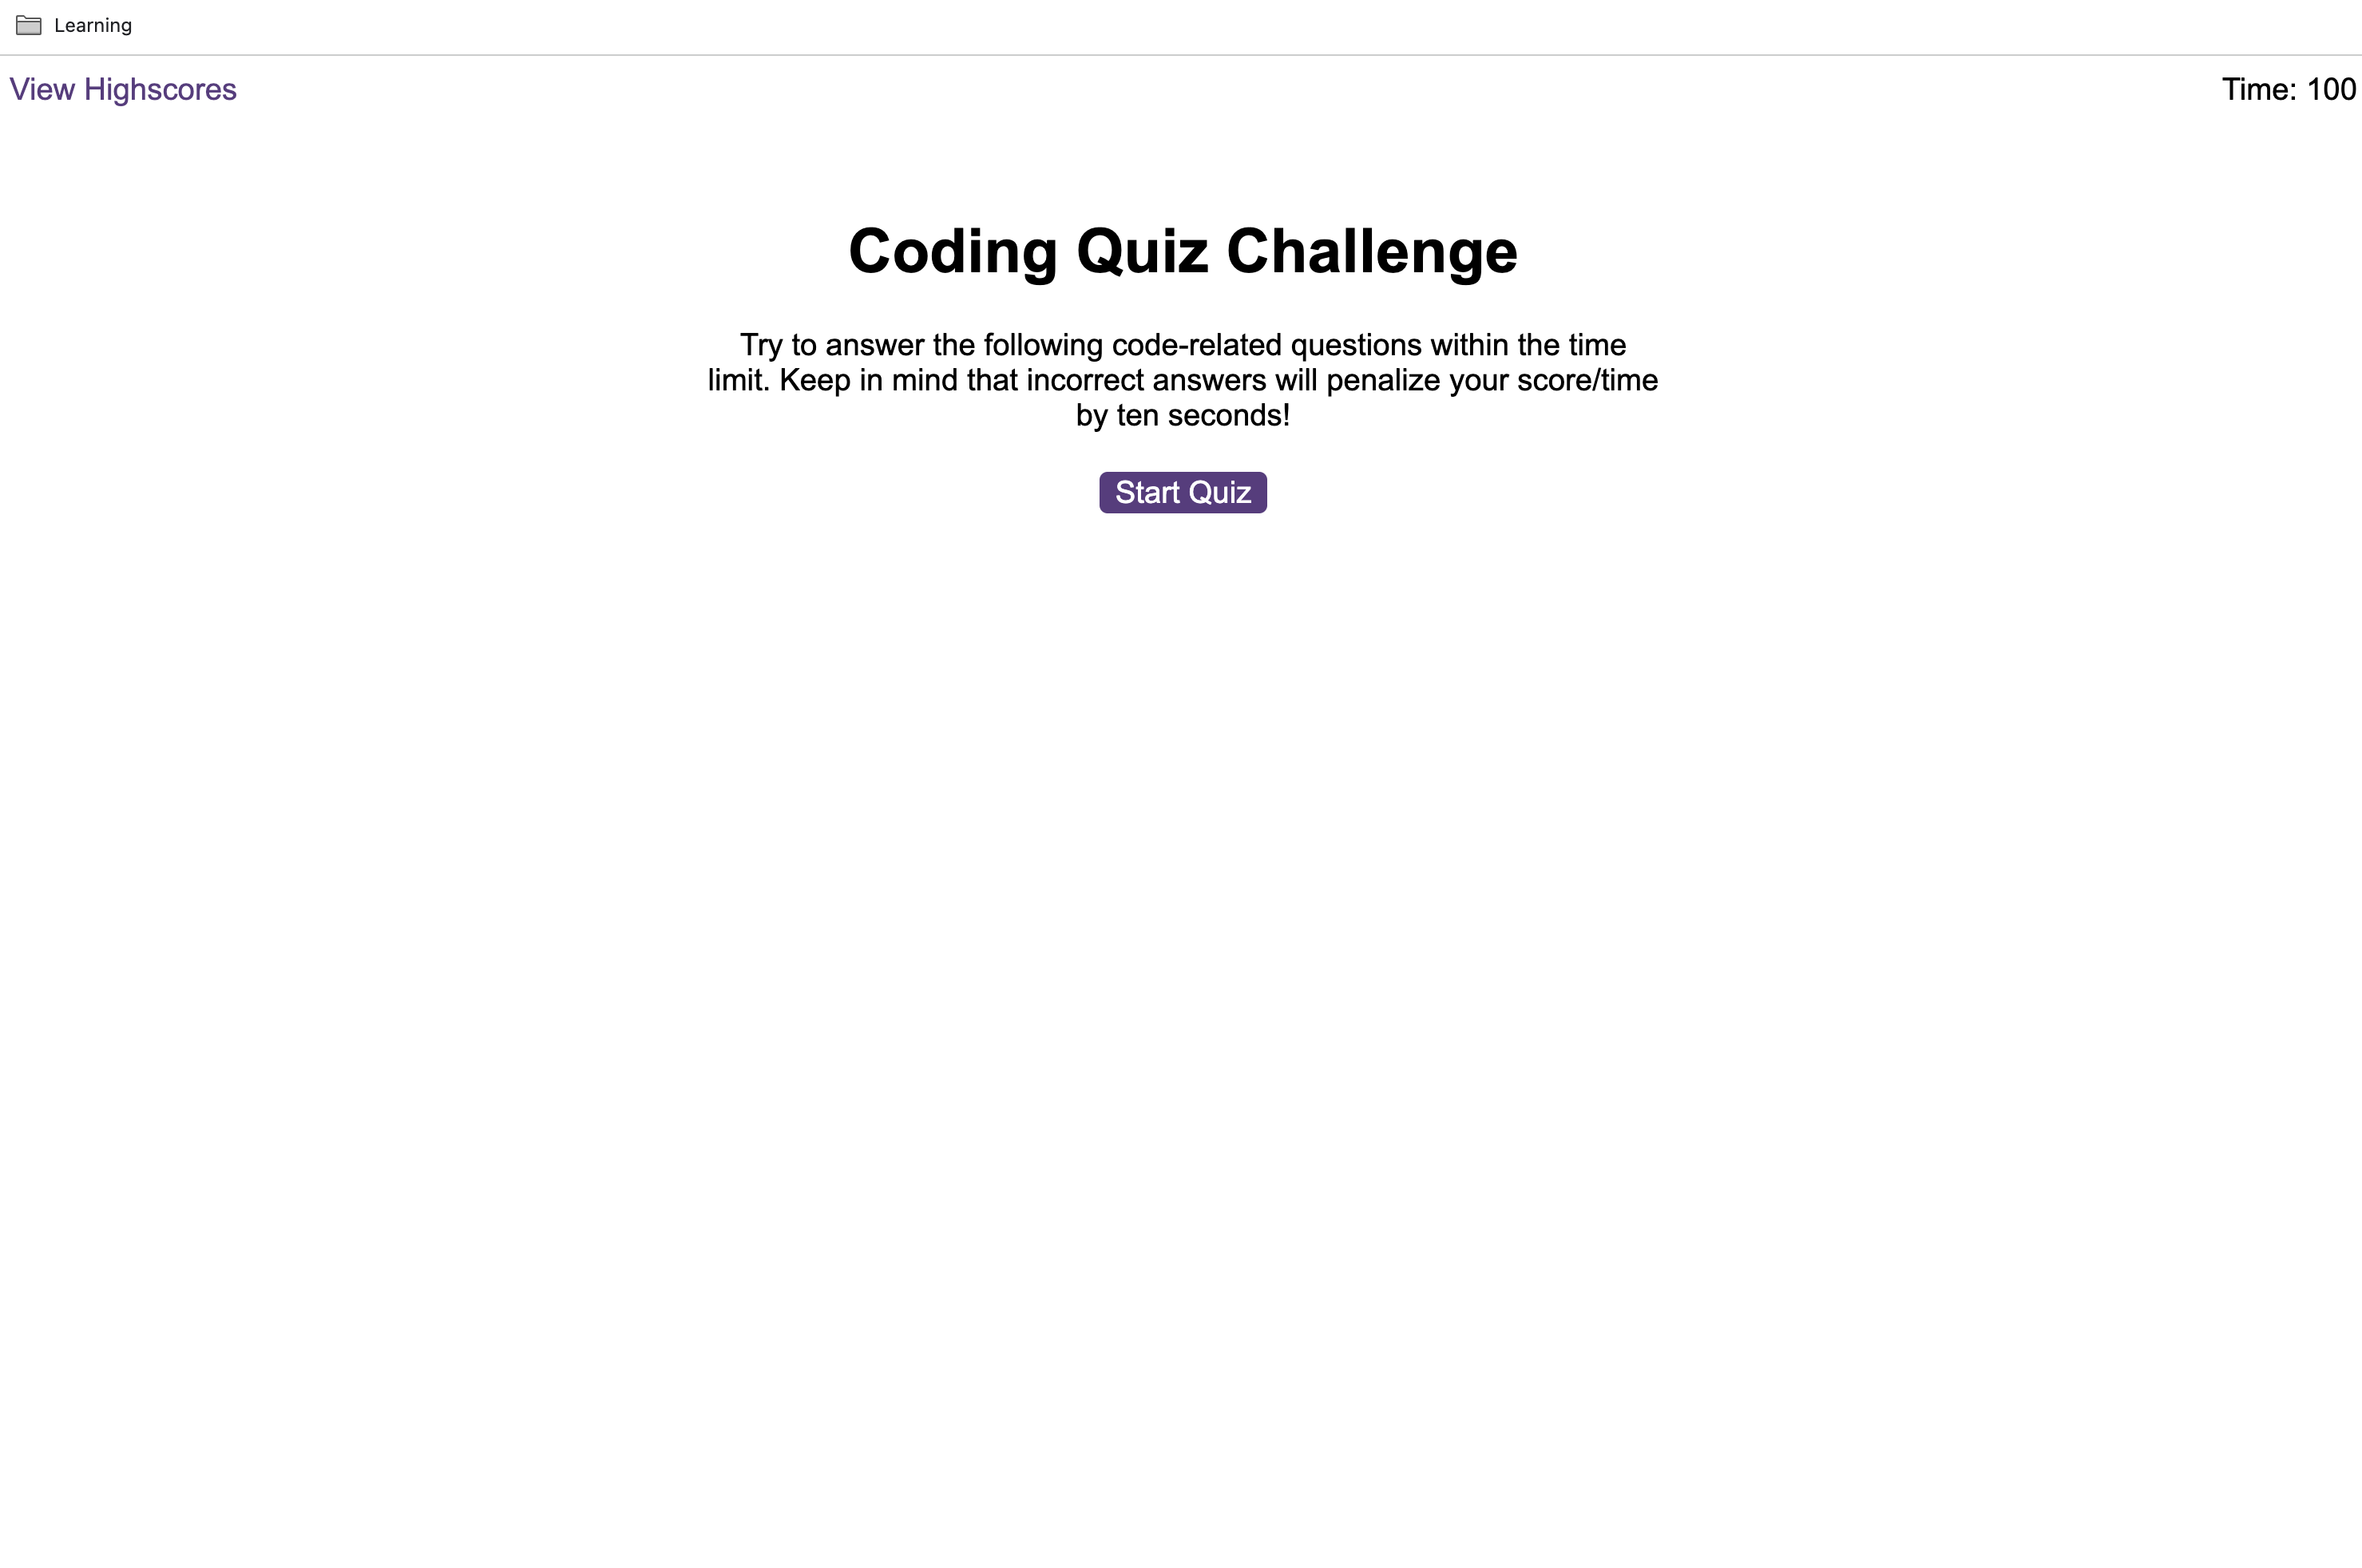 Learning
View Highscores
Time: 100
Coding Quiz Challenge
Try to answer the following code-related questions within the time
limit. Keep in mind that incorrect answers will penalize your score/time
by ten seconds!
Start Quiz